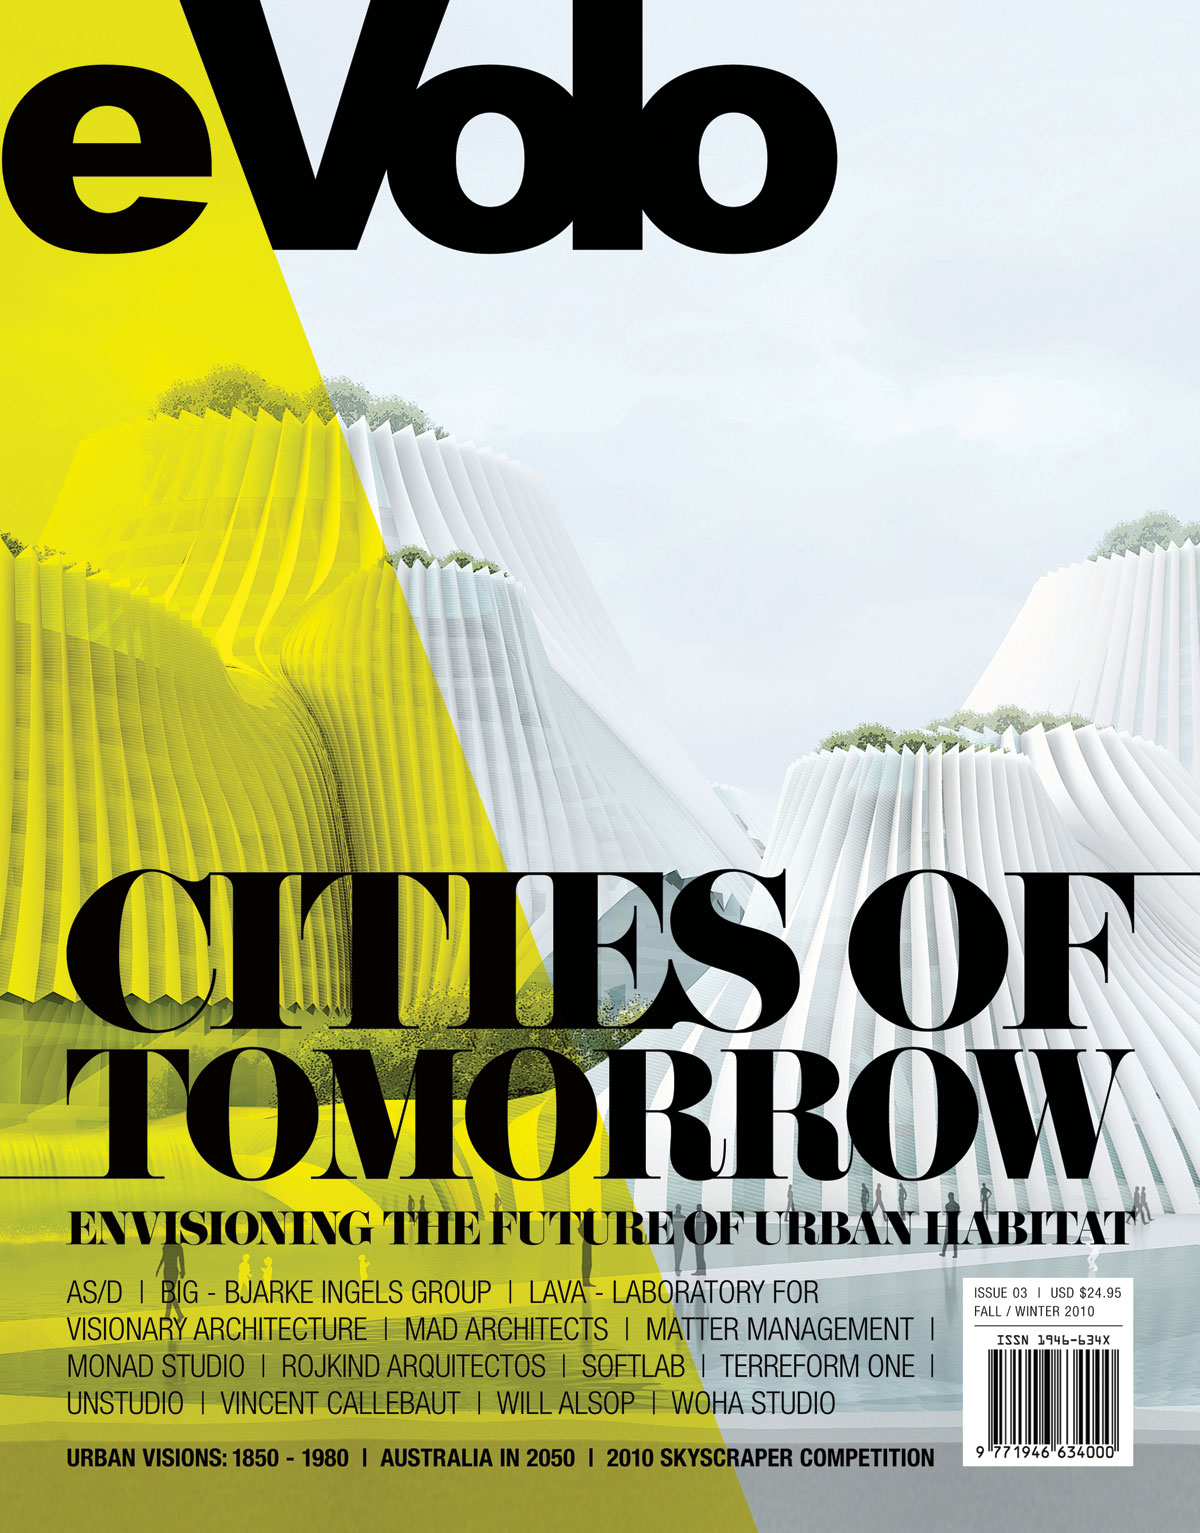 eVolo
CITIES OF
TOMORROW
ENVISIONING THE FUTURE OF URBAN HABITAT
AS/D | BIG - BJARKE INGELS GROUP | LAVA - LABORATORY FOR
VISIONARY ARCHITECTURE | MAD ARCHITECTS | MATTER MANAGEMENT |
MONAD STUDIO | ROJKIND ARQUITECTOS | SOFTLAB | TERREFORM ONE |
UNSTUDIO | VINCENT CALLEBAUT | WILL ALSOP | WOHA STUDIO
URBAN VISIONS: 1850 - 1980 | AUSTRALIA IN 2050 | 2010 SKYSCRAPER COMPETITION
ISSUE 03 | USD $24.95
FALL / WINTER 2010
ISSN 1946-634X
9 771946 634000